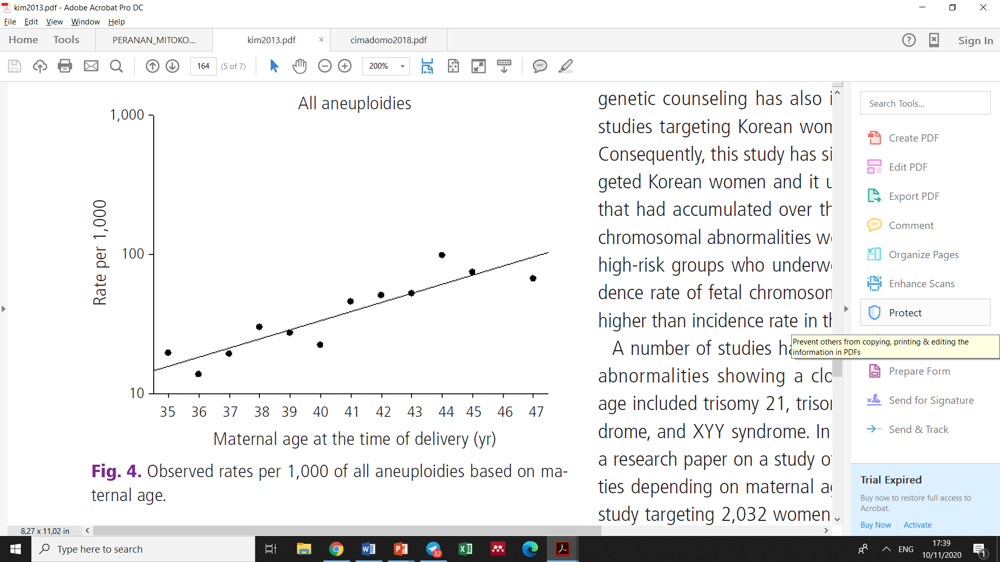 kim2013.pdf - Adobe Acrobat Pro DC
File Edit View Window Help
Home Tools PERANAN_MITOKO... kim2013.pdf × cimadomo2018.pdf Sign In
164 (5 of 7) 200%
All aneuploidies
1,000
100
10
Rate per 1,000
35 36 37 38 39 40 41 42 43 44 45 46 47
Maternal age at the time of delivery (yr)
Fig. 4. Observed rates per 1,000 of all aneuploidies based on ma-
ternal age.
genetic counseling has also
studies targeting Korean
Consequently, this study has
geted Korean women and it
that had accumulated over
chromosomal abnormalities
high-risk groups who
dence rate of fetal
higher than incidence rate in
A number of studies
abnormalities showing a
age included trisomy 21,
drome, and XYY syndrome. In
a research paper on a study
ties depending on maternal
study targeting 2,032 women
Search Tools...
Create PDF
Edit PDF
Export PDF
Comment
Organize Pages
Enhance Scans
Protect
Prevent others from copying, printing & editing the
information in PDFs
Prepare Form
Send for Signature
Send & Track
Trial Expired
Buy now to restore full access to
Acrobat.
Buy Now Activate
8,27 x 11,02 in
Type here to search
32
ENG
17:39
10/11/2020
1